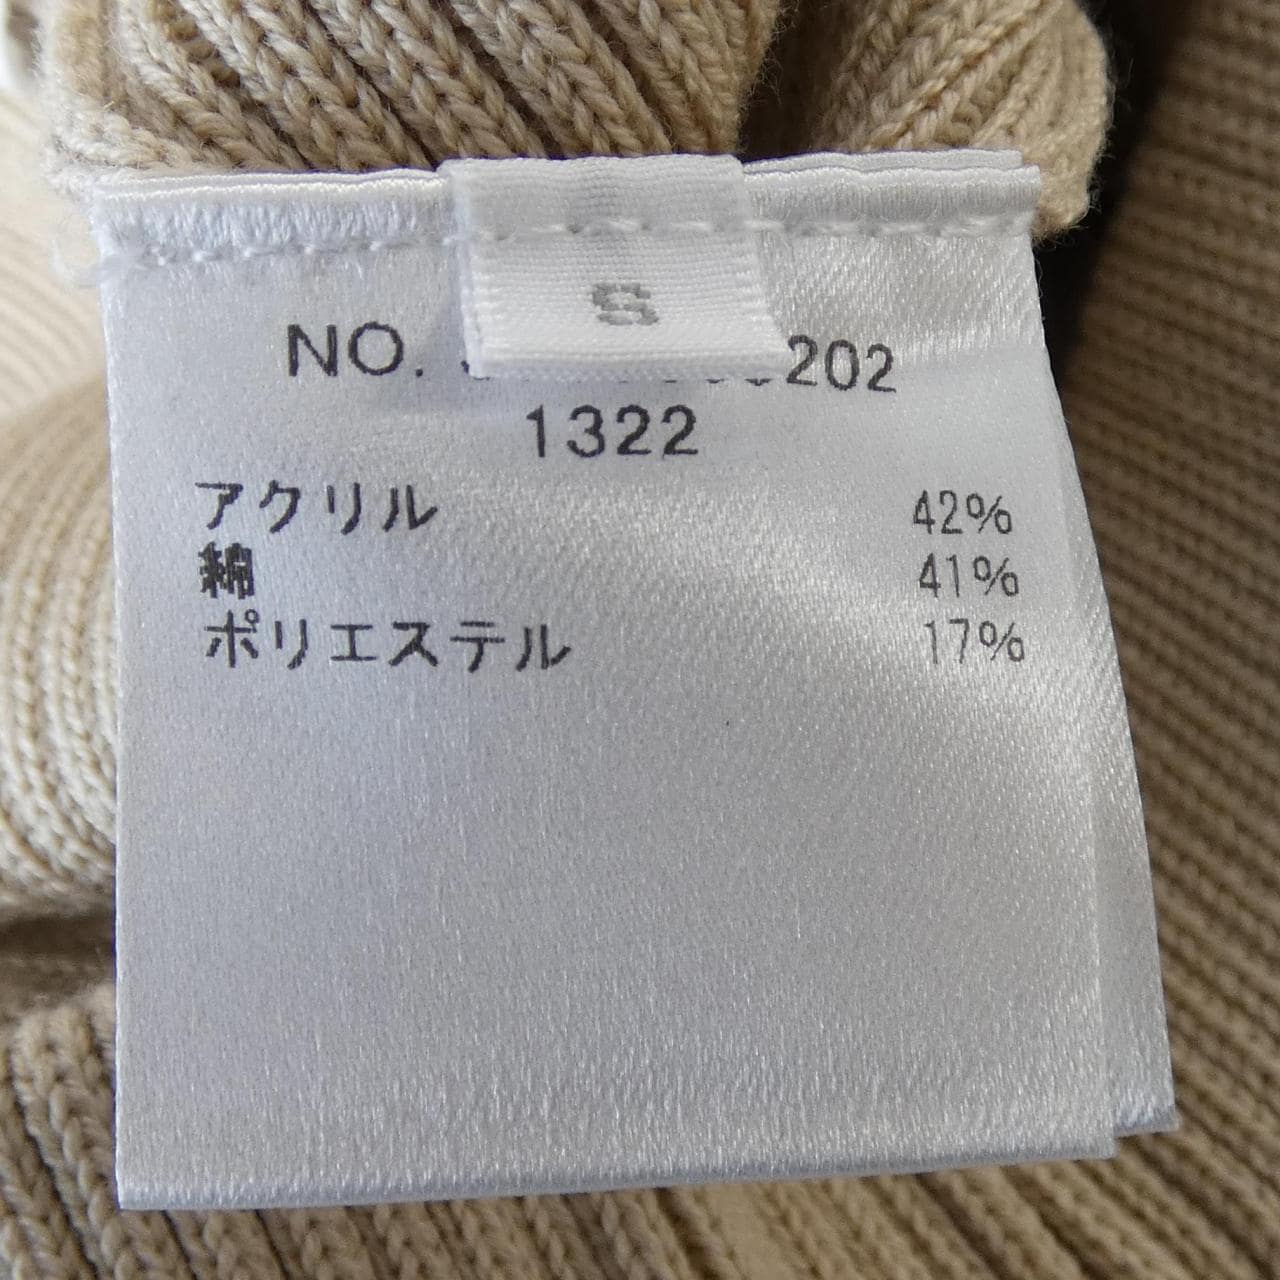 S
NO. 202
1322
アクリル 42%
綿 41%
ポリエステル 17%